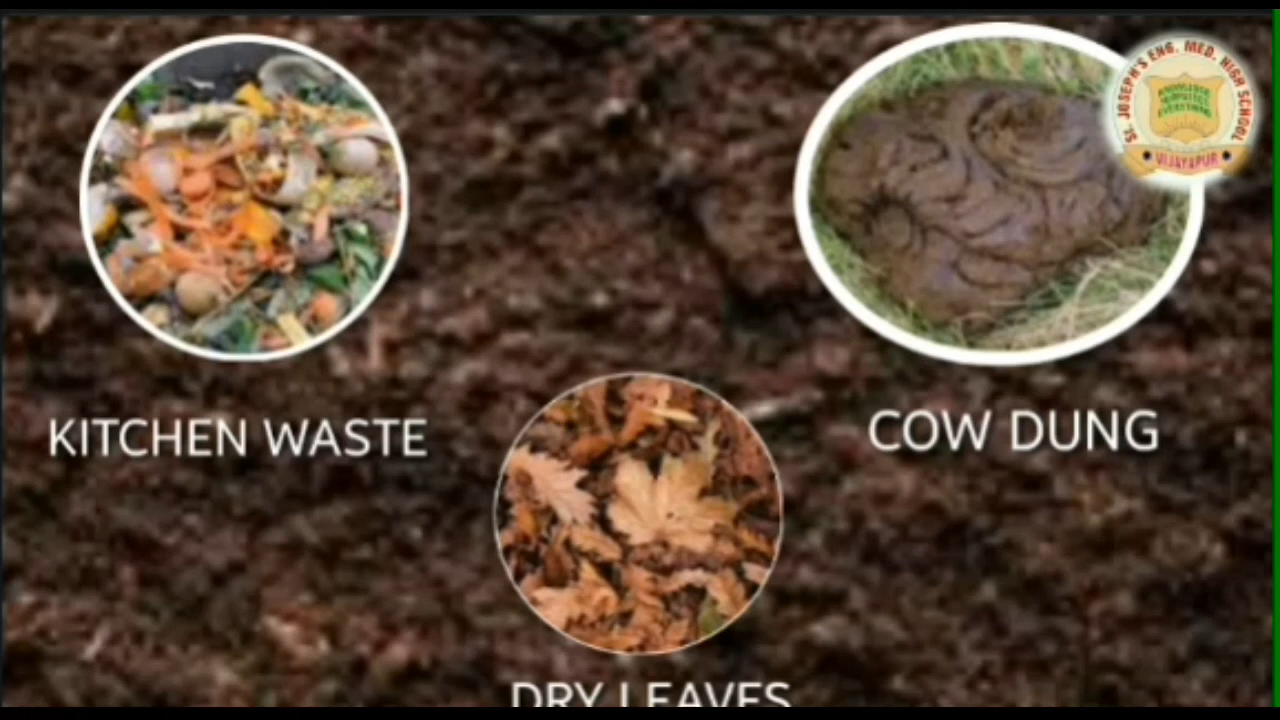 ST. JOSEPH'S ENG. MED. HIGH SCHOOL
VIJAYAPUR
KITCHEN WASTE
COW DUNG
DRY LEAVES